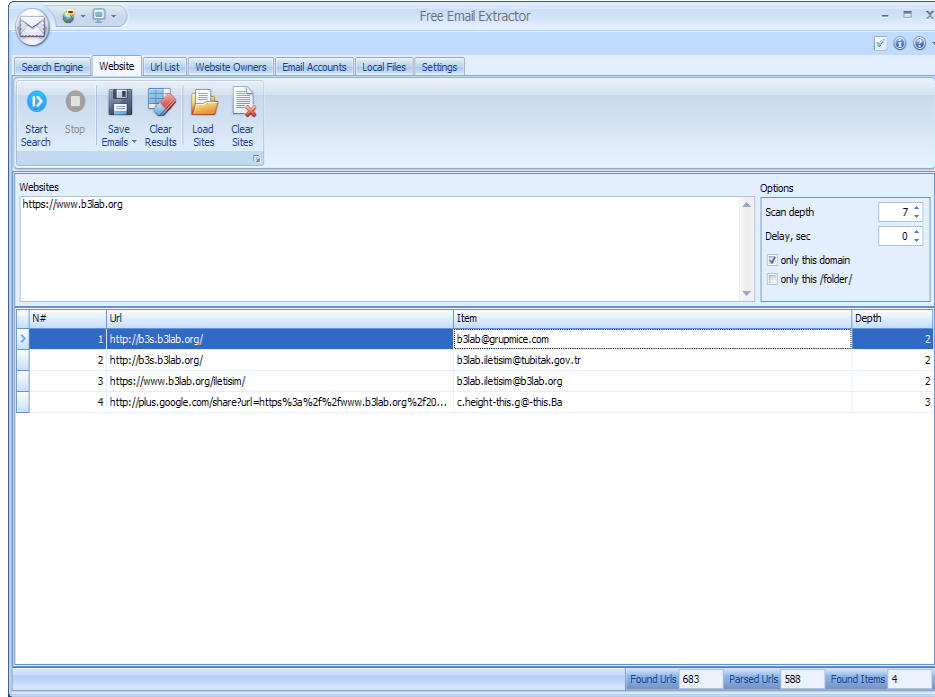 Free Email Extractor
Search Engine Website Url List Website Owners Email Accounts Local Files Settings
Start Search Stop Save Emails Clear Results Load Sites Clear Sites
Websites
https://www.b3lab.org
Options
Scan depth 7
Delay, sec 0
only this domain
only this /folder/
N# Url Item Depth
1 http://b3s.b3lab.org/ b3lab@grupmice.com 2
2 http://b3s.b3lab.org/ b3lab.iletisim@tubitak.gov.tr 2
3 https://www.b3lab.org/iletisim/ b3lab.iletisim@b3lab.org 2
4 http://plus.google.com/share?url=https%3a%2f%2fwww.b3lab.org%2f20... c.height-this.g@-this.Ba 3
Found Urls 683 Parsed Urls 588 Found Items 4